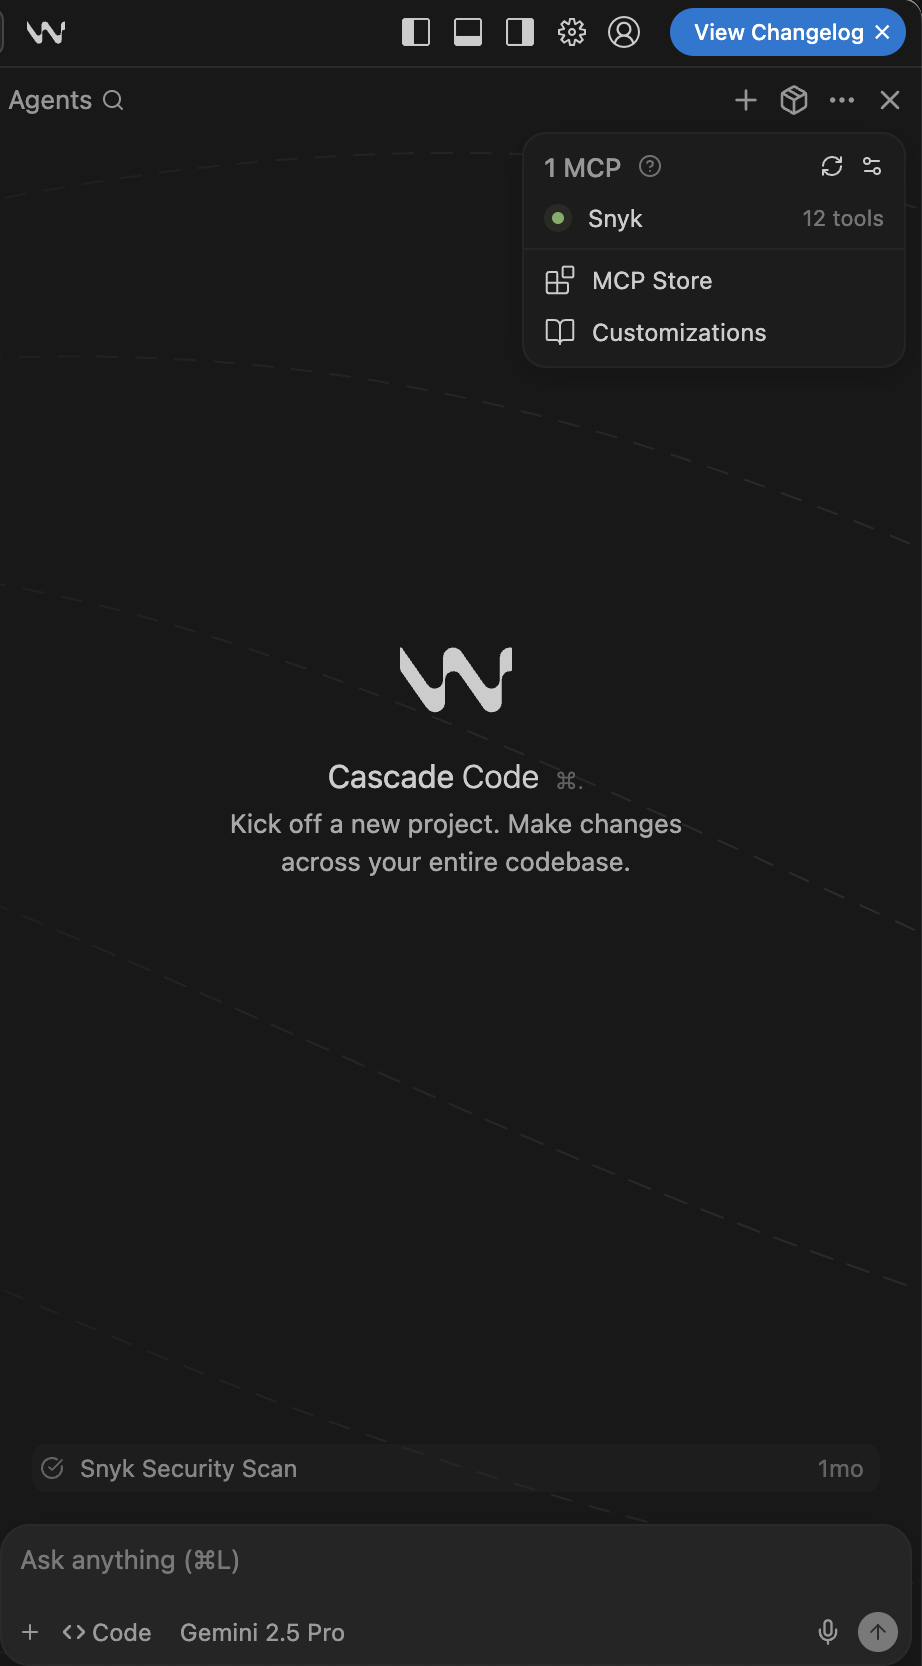 View Changelog
Agents
1 MCP
Snyk 12 tools
MCP Store
Customizations
Cascade Code ⌘.
Kick off a new project. Make changes
across your entire codebase.
Snyk Security Scan 1mo
Ask anything (⌘L)
Code Gemini 2.5 Pro